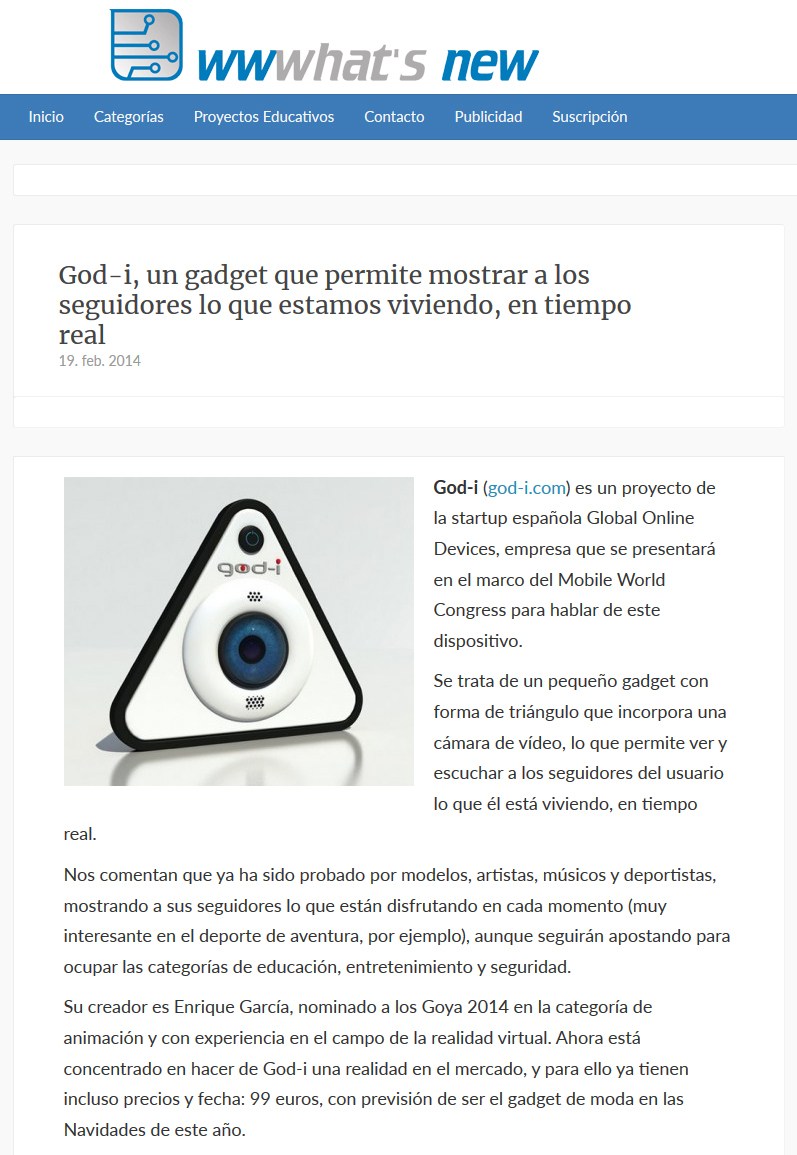 wwwhat's new
Inicio Categorías Proyectos Educativos Contacto Publicidad Suscripción
God-i, un gadget que permite mostrar a los
seguidores lo que estamos viviendo, en tiempo
real
19. feb. 2014
god-i
God-i (god-i.com) es un proyecto de
la startup española Global Online
Devices, empresa que se presentará
en el marco del Mobile World
Congress para hablar de este
dispositivo.
Se trata de un pequeño gadget con
forma de triángulo que incorpora una
cámara de vídeo, lo que permite ver y
escuchar a los seguidores del usuario
lo que él está viviendo, en tiempo
real.
Nos comentan que ya ha sido probado por modelos, artistas, músicos y deportistas,
mostrando a sus seguidores lo que están disfrutando en cada momento (muy
interesante en el deporte de aventura, por ejemplo), aunque seguirán apostando para
ocupar las categorías de educación, entretenimiento y seguridad.
Su creador es Enrique García, nominado a los Goya 2014 en la categoría de
animación y con experiencia en el campo de la realidad virtual. Ahora está
concentrado en hacer de God-i una realidad en el mercado, y para ello ya tienen
incluso precios y fecha: 99 euros, con previsión de ser el gadget de moda en las
Navidades de este año.